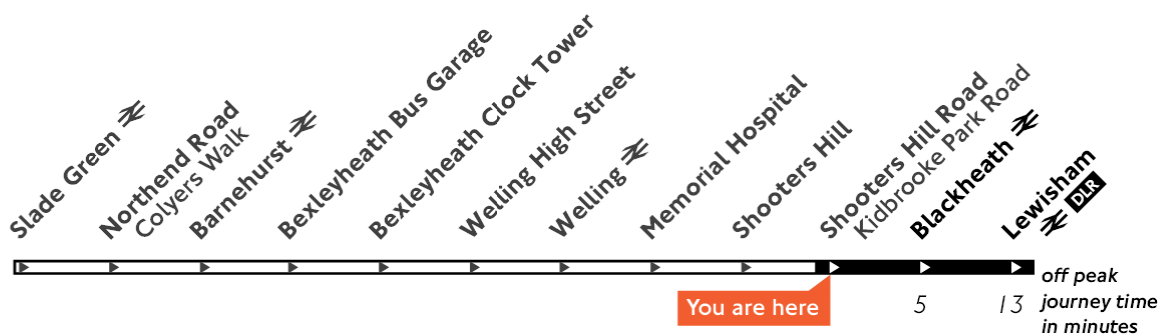 Slade Green
Northend Road
Colyers Walk
Barnehurst
Bexleyheath Bus Garage
Bexleyheath Clock Tower
Welling High Street
Welling
Memorial Hospital
Shooters Hill
Shooters Hill Road
Kidbrooke Park Road
Blackheath
Lewisham
DLR
You are here
5
13
off peak
journey time
in minutes